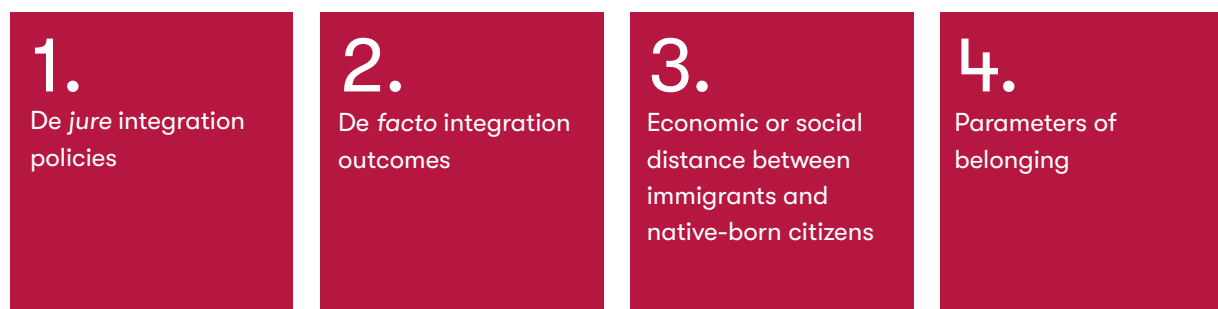 1.
De jure integration
policies
2.
De facto integration
outcomes
3.
Economic or social
distance between
immigrants and
native-born citizens
4.
Parameters of
belonging